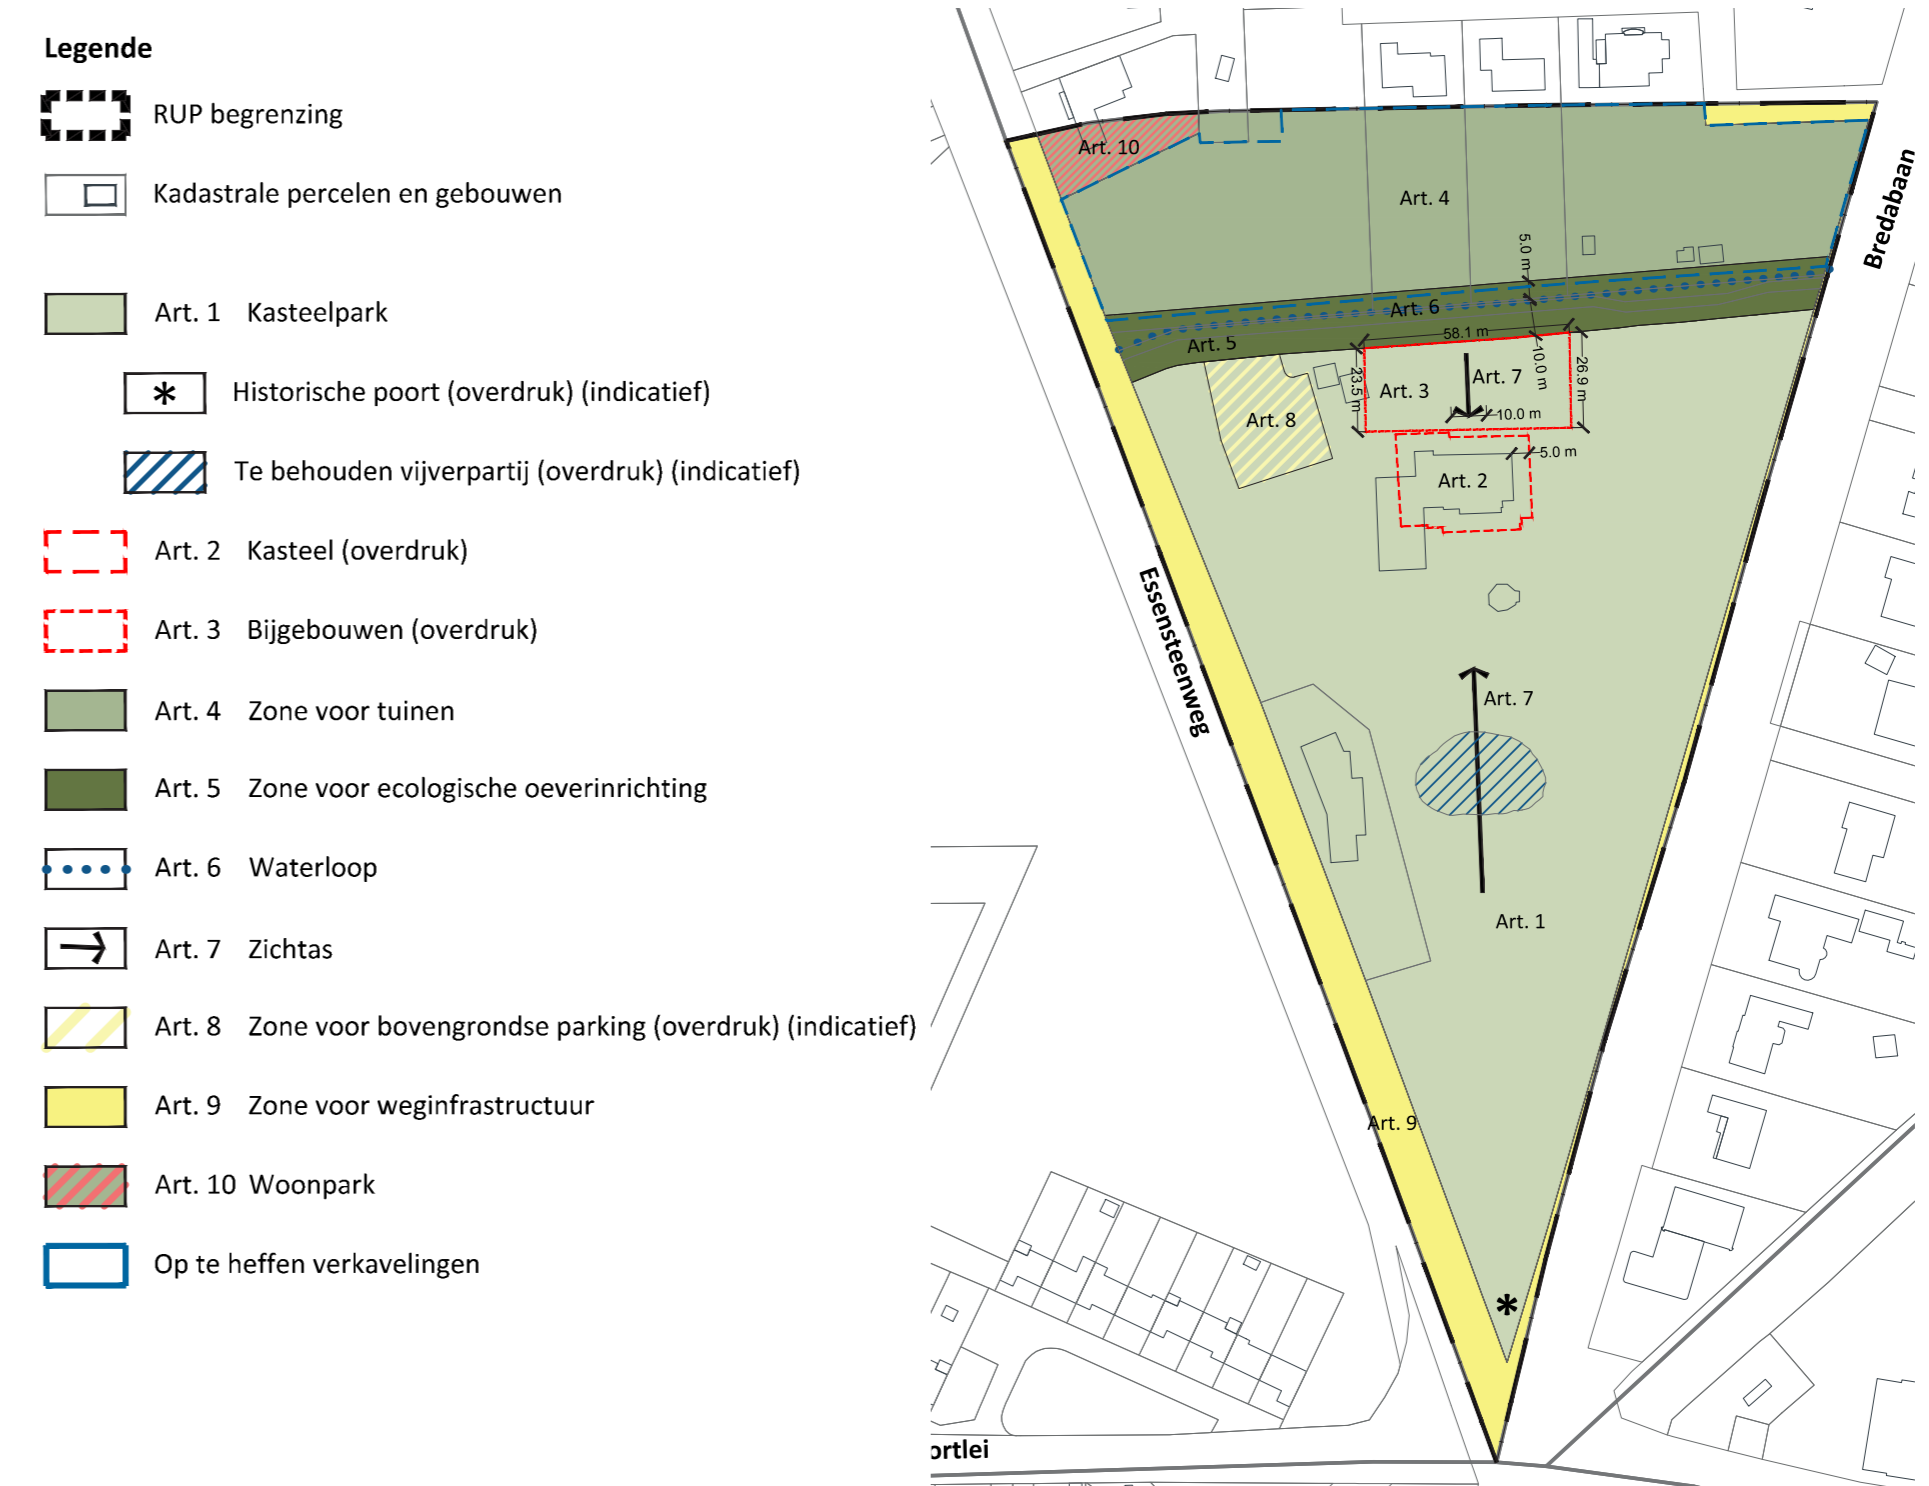 Legende
RUP begrenzing
Kadastrale percelen en gebouwen
Art. 1 Kasteelpark
* Historische poort (overdruk) (indicatief)
Te behouden vijverpartij (overdruk) (indicatief)
Art. 2 Kasteel (overdruk)
Art. 3 Bijgebouwen (overdruk)
Art. 4 Zone voor tuinen
Art. 5 Zone voor ecologische oeverinrichting
Art. 6 Waterloop
Art. 7 Zichtas
Art. 8 Zone voor bovengrondse parking (overdruk) (indicatief)
Art. 9 Zone voor weginfrastructuur
Art. 10 Woonpark
Op te heffen verkavelingen
Art. 10
Art. 4
Bredabaan
5.0 m
Art. 6
Art. 5
58.1 m
10.0 m
26.9 m
23.5 m
Art. 3
Art. 7
10.0 m
Art. 8
5.0 m
Art. 2
Essensteenweg
Art. 7
Art. 1
Art. 9
*
ortlei